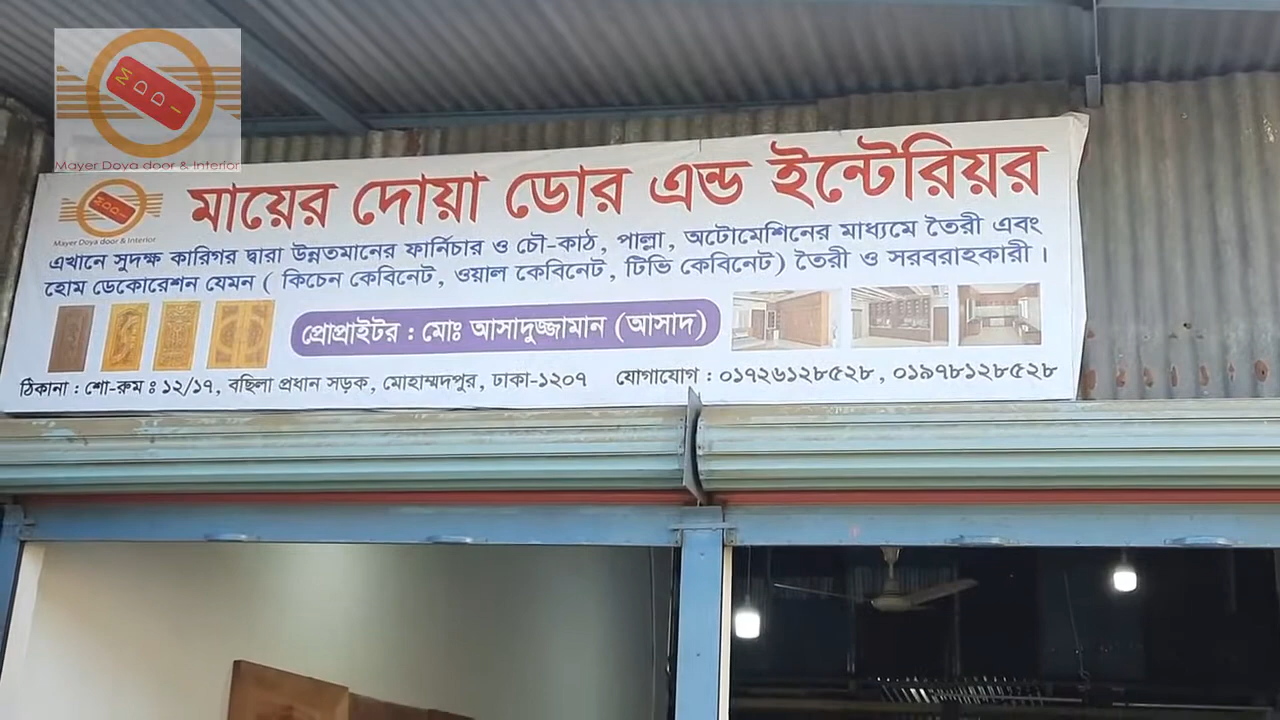 MDDI
Mayer Doya door & Interior
MDDI
Mayer Doya door & Interior
মায়ের দোয়া ডোর এন্ড ইন্টেরিয়র
এখানে সুদক্ষ কারিগর দ্বারা উন্নতমানের ফার্নিচার ও চৌ-কাঠ, পাল্লা, অটোমেশিনের মাধ্যমে তৈরী এবং
হোম ডেকোরেশন যেমন ( কিচেন কেবিনেট, ওয়াল কেবিনেট, টিভি কেবিনেট) তৈরী ও সরবরাহকারী ।
প্রোপ্রাইটর : মোঃ আসাদুজ্জামান (আসাদ)
ঠিকানা : শো-রুম ঃ ১২/১৭, বছিলা প্রধান সড়ক, মোহাম্মদপুর, ঢাকা-১২০৭ যোগাযোগ : ০১৭২৬১২৮৫২৮, ০১৯৭৮১২৮৫২৮